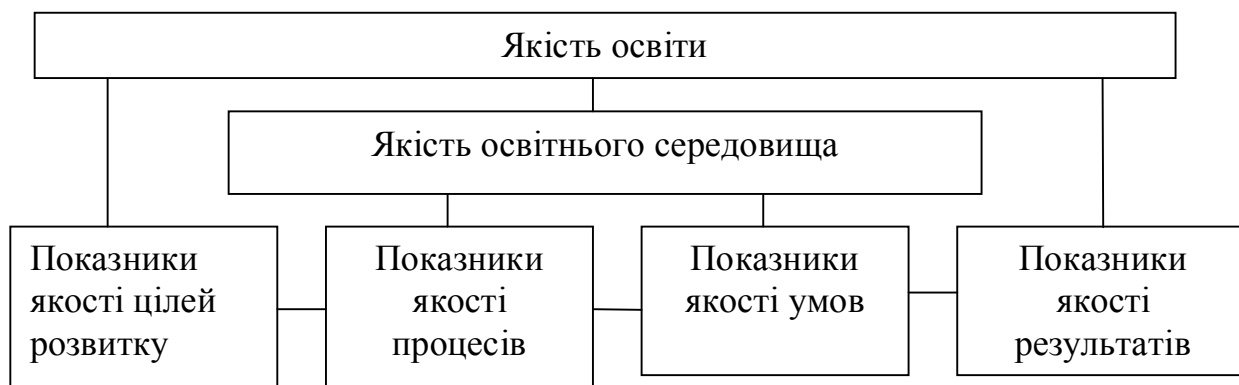 Якість освіти
Якість освітнього середовища
Показники
якості цілей
розвитку
Показники
якості
процесів
Показники
якості умов
Показники
якості
результатів